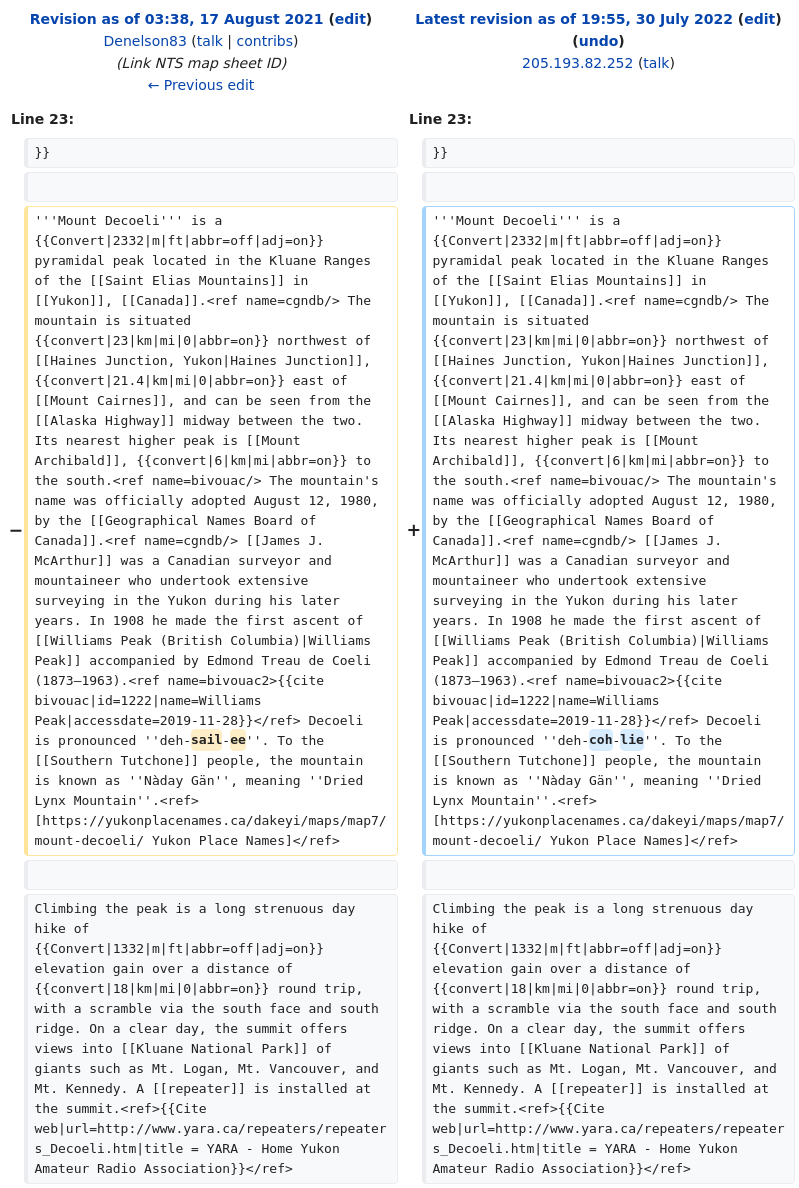 Revision as of 03:38, 17 August 2021 (edit)
Denelson83 (talk | contribs)
(Link NTS map sheet ID)
← Previous edit
Latest revision as of 19:55, 30 July 2022 (edit)
(undo)
205.193.82.252 (talk)
Line 23:
Line 23:
}}
}}
−
'''Mount Decoeli''' is a
{{Convert|2332|m|ft|abbr=off|adj=on}}
pyramidal peak located in the Kluane Ranges
of the [[Saint Elias Mountains]] in
[[Yukon]], [[Canada]].<ref name=cgndb/> The
mountain is situated
{{convert|23|km|mi|0|abbr=on}} northwest of
[[Haines Junction, Yukon|Haines Junction]],
{{convert|21.4|km|mi|0|abbr=on}} east of
[[Mount Cairnes]], and can be seen from the
[[Alaska Highway]] midway between the two.
Its nearest higher peak is [[Mount
Archibald]], {{convert|6|km|mi|abbr=on}} to
the south.<ref name=bivouac/> The mountain's
name was officially adopted August 12, 1980,
by the [[Geographical Names Board of
Canada]].<ref name=cgndb/> [[James J.
McArthur]] was a Canadian surveyor and
mountaineer who undertook extensive
surveying in the Yukon during his later
years. In 1908 he made the first ascent of
[[Williams Peak (British Columbia)|Williams
Peak]] accompanied by Edmond Treau de Coeli
(1873–1963).<ref name=bivouac2>{{cite
bivouac|id=1222|name=Williams
Peak|accessdate=2019-11-28}}</ref> Decoeli
is pronounced ''deh-sail-ee''. To the
[[Southern Tutchone]] people, the mountain
is known as ''Nàday Gän'', meaning ''Dried
Lynx Mountain''.<ref>
[https://yukonplacenames.ca/dakeyi/maps/map7/
mount-decoeli/ Yukon Place Names]</ref>
+
'''Mount Decoeli''' is a
{{Convert|2332|m|ft|abbr=off|adj=on}}
pyramidal peak located in the Kluane Ranges
of the [[Saint Elias Mountains]] in
[[Yukon]], [[Canada]].<ref name=cgndb/> The
mountain is situated
{{convert|23|km|mi|0|abbr=on}} northwest of
[[Haines Junction, Yukon|Haines Junction]],
{{convert|21.4|km|mi|0|abbr=on}} east of
[[Mount Cairnes]], and can be seen from the
[[Alaska Highway]] midway between the two.
Its nearest higher peak is [[Mount
Archibald]], {{convert|6|km|mi|abbr=on}} to
the south.<ref name=bivouac/> The mountain's
name was officially adopted August 12, 1980,
by the [[Geographical Names Board of
Canada]].<ref name=cgndb/> [[James J.
McArthur]] was a Canadian surveyor and
mountaineer who undertook extensive
surveying in the Yukon during his later
years. In 1908 he made the first ascent of
[[Williams Peak (British Columbia)|Williams
Peak]] accompanied by Edmond Treau de Coeli
(1873–1963).<ref name=bivouac2>{{cite
bivouac|id=1222|name=Williams
Peak|accessdate=2019-11-28}}</ref> Decoeli
is pronounced ''deh-coh-lie''. To the
[[Southern Tutchone]] people, the mountain
is known as ''Nàday Gän'', meaning ''Dried
Lynx Mountain''.<ref>
[https://yukonplacenames.ca/dakeyi/maps/map7/
mount-decoeli/ Yukon Place Names]</ref>
Climbing the peak is a long strenuous day
hike of
{{Convert|1332|m|ft|abbr=off|adj=on}}
elevation gain over a distance of
{{convert|18|km|mi|0|abbr=on}} round trip,
with a scramble via the south face and south
ridge. On a clear day, the summit offers
views into [[Kluane National Park]] of
giants such as Mt. Logan, Mt. Vancouver, and
Mt. Kennedy. A [[repeater]] is installed at
the summit.<ref>{{Cite
web|url=http://www.yara.ca/repeaters/repeater
s_Decoeli.htm|title = YARA - Home Yukon
Amateur Radio Association}}</ref>
Climbing the peak is a long strenuous day
hike of
{{Convert|1332|m|ft|abbr=off|adj=on}}
elevation gain over a distance of
{{convert|18|km|mi|0|abbr=on}} round trip,
with a scramble via the south face and south
ridge. On a clear day, the summit offers
views into [[Kluane National Park]] of
giants such as Mt. Logan, Mt. Vancouver, and
Mt. Kennedy. A [[repeater]] is installed at
the summit.<ref>{{Cite
web|url=http://www.yara.ca/repeaters/repeater
s_Decoeli.htm|title = YARA - Home Yukon
Amateur Radio Association}}</ref>